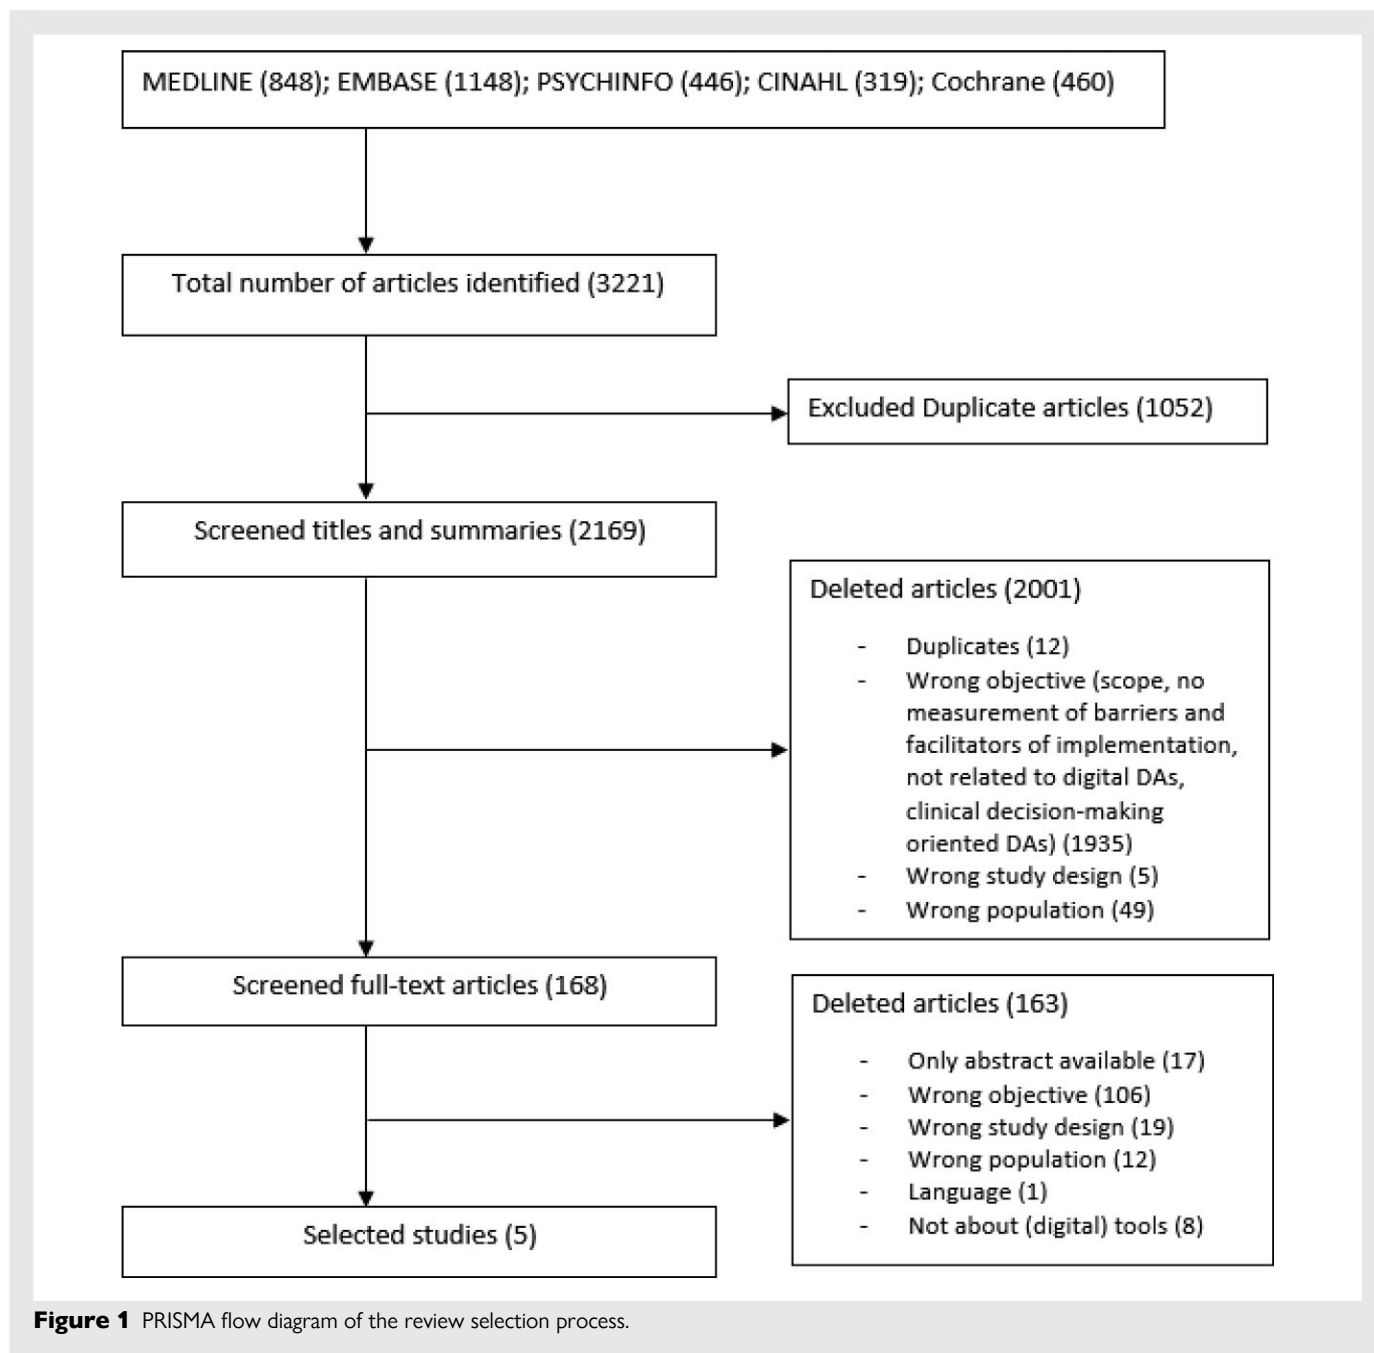 MEDLINE (848); EMBASE (1148); PSYCHINFO (446); CINAHL (319); Cochrane (460)
Total number of articles identified (3221)
Excluded Duplicate articles (1052)
Screened titles and summaries (2169)
Deleted articles (2001)
- Duplicates (12)
- Wrong objective (scope, no
measurement of barriers and
facilitators of implementation,
not related to digital DAs,
clinical decision-making
oriented DAs) (1935)
- Wrong study design (5)
- Wrong population (49)
Screened full-text articles (168)
Deleted articles (163)
- Only abstract available (17)
- Wrong objective (106)
- Wrong study design (19)
- Wrong population (12)
- Language (1)
- Not about (digital) tools (8)
Selected studies (5)
Figure 1 PRISMA flow diagram of the review selection process.